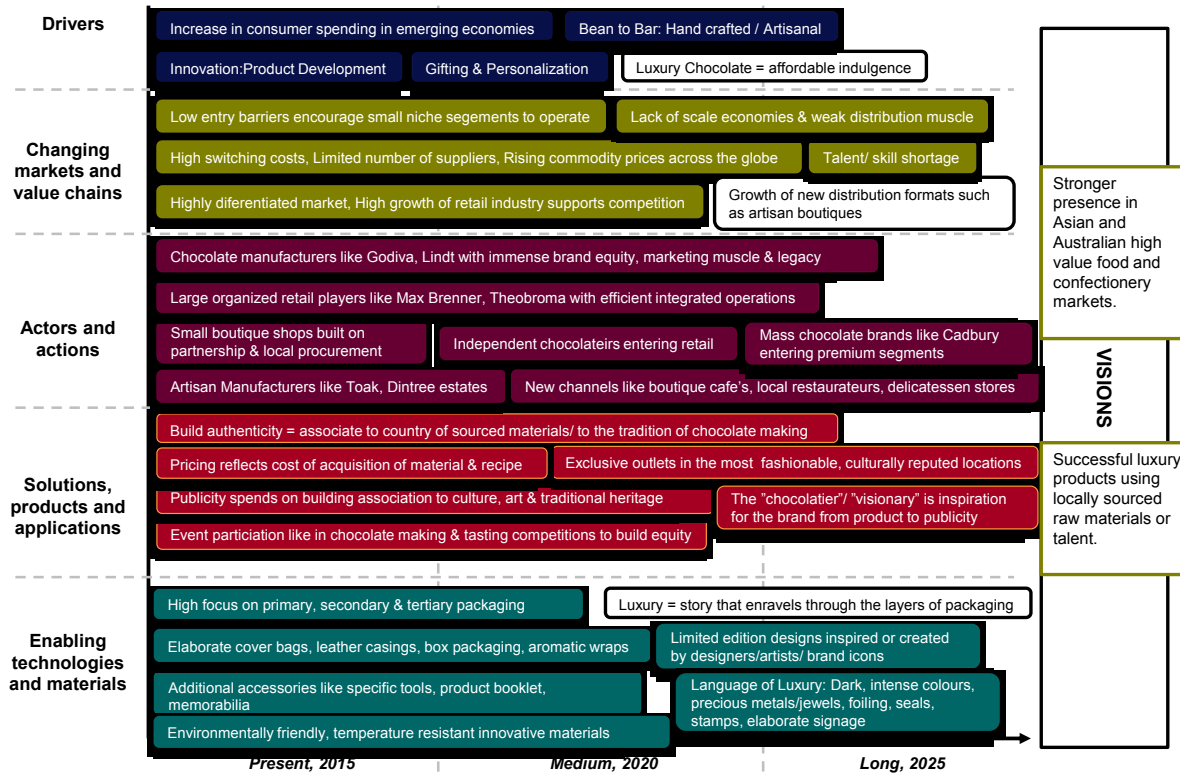 Drivers
Increase in consumer spending in emerging economies
Bean to Bar: Hand crafted / Artisanal
Innovation:Product Development
Gifting & Personalization
Luxury Chocolate = affordable indulgence
Changing
markets and
value chains
Low entry barriers encourage small niche segements to operate
Lack of scale economies & weak distribution muscle
High switching costs, Limited number of suppliers, Rising commodity prices across the globe
Talent/ skill shortage
Highly diferentiated market, High growth of retail industry supports competition
Growth of new distribution formats such
as artisan boutiques
Actors and
actions
Chocolate manufacturers like Godiva, Lindt with immense brand equity, marketing muscle & legacy
Large organized retail players like Max Brenner, Theobroma with efficient integrated operations
Small boutique shops built on
partnership & local procurement
Independent chocolateirs entering retail
Mass chocolate brands like Cadbury
entering premium segments
Artisan Manufacturers like Toak, Dintree estates
New channels like boutique cafe's, local restaurateurs, delicatessen stores
Solutions,
products and
applications
Build authenticity = associate to country of sourced materials/ to the tradition of chocolate making
Pricing reflects cost of acquisition of material & recipe
Exclusive outlets in the most fashionable, culturally reputed locations
Publicity spends on building association to culture, art & traditional heritage
The "chocolatier"/ "visionary" is inspiration
for the brand from product to publicity
Event particiation like in chocolate making & tasting competitions to build equity
Enabling
technologies
and materials
High focus on primary, secondary & tertiary packaging
Luxury = story that enravels through the layers of packaging
Elaborate cover bags, leather casings, box packaging, aromatic wraps
Limited edition designs inspired or created
by designers/artists/ brand icons
Additional accessories like specific tools, product booklet,
memorabilia
Language of Luxury: Dark, intense colours,
precious metals/jewels, foiling, seals,
stamps, elaborate signage
Environmentally friendly, temperature resistant innovative materials
Present, 2015
Medium, 2020
Long, 2025
Stronger
presence in
Asian and
Australian high
value food and
confectionery
markets.
VISIONS
Successful luxury
products using
locally sourced
raw materials or
talent.